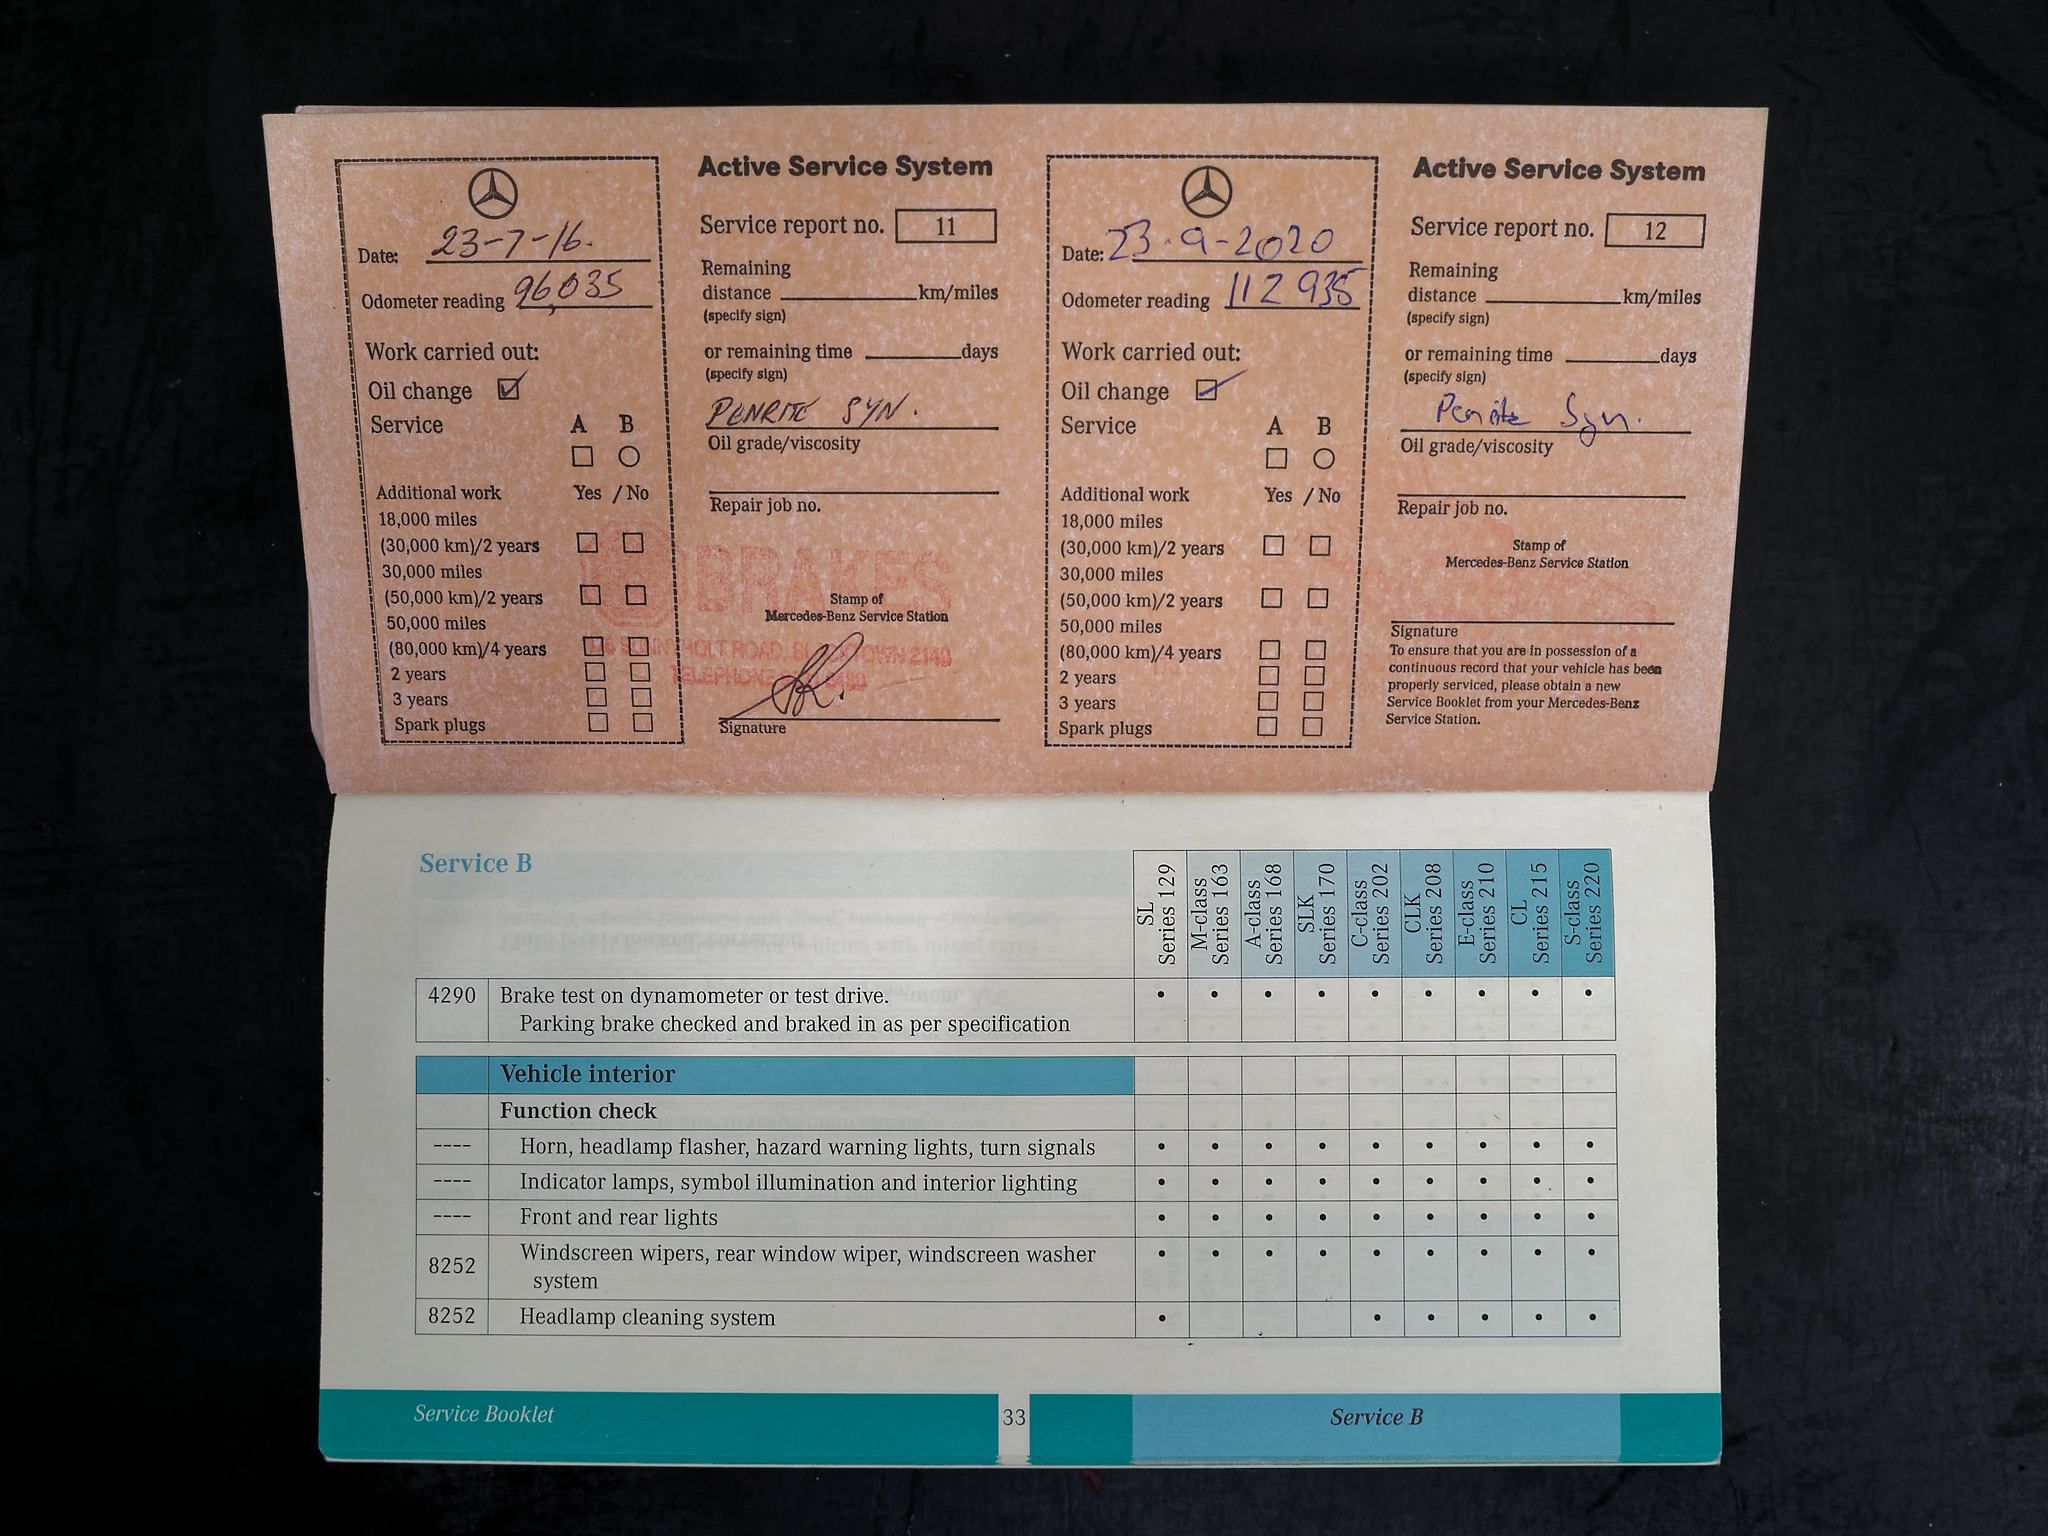 Date: 23-7-16.
Odometer reading 96,035
Work carried out:
Oil change
Service A B
Additional work Yes / No
18,000 miles
(30,000 km)/2 years
30,000 miles
(50,000 km)/2 years
50,000 miles
(80,000 km)/4 years
2 years
3 years
Spark plugs
Active Service System
Service report no. 11
Remaining
distance km/miles
(specify sign)
or remaining time days
(specify sign)
PENRITE SYN.
Oil grade/viscosity
Repair job no.
BRAKES
Stamp of
Mercedes-Benz Service Station
ROAD, 2148
TELEPHONE
Signature
Date: 23-9-2020
Odometer reading 112 935
Work carried out:
Oil change
Service A B
Additional work Yes / No
18,000 miles
(30,000 km)/2 years
30,000 miles
(50,000 km)/2 years
50,000 miles
(80,000 km)/4 years
2 years
3 years
Spark plugs
Active Service System
Service report no. 12
Remaining
distance km/miles
(specify sign)
or remaining time days
(specify sign)
Penrite Syn.
Oil grade/viscosity
Repair job no.
Stamp of
Mercedes-Benz Service Station
Signature
To ensure that you are in possession of a
continuous record that your vehicle has been
properly serviced, please obtain a new
Service Booklet from your Mercedes-Benz
Service Station.
Service B
SL
Series 129
M-class
Series 163
A-class
Series 168
SLK
Series 170
C-class
Series 202
CLK
Series 208
E-class
Series 210
CL
Series 215
S-class
Series 220
4290 Brake test on dynamometer or test drive. • • • • • • • • •
Parking brake checked and braked in as per specification
Vehicle interior
Function check
---- Horn, headlamp flasher, hazard warning lights, turn signals • • • • • • • • •
---- Indicator lamps, symbol illumination and interior lighting • • • • • • • • •
---- Front and rear lights • • • • • • • • •
8252 Windscreen wipers, rear window wiper, windscreen washer • • • • • • • • •
system
8252 Headlamp cleaning system • • • • • •
Service Booklet 33 Service B